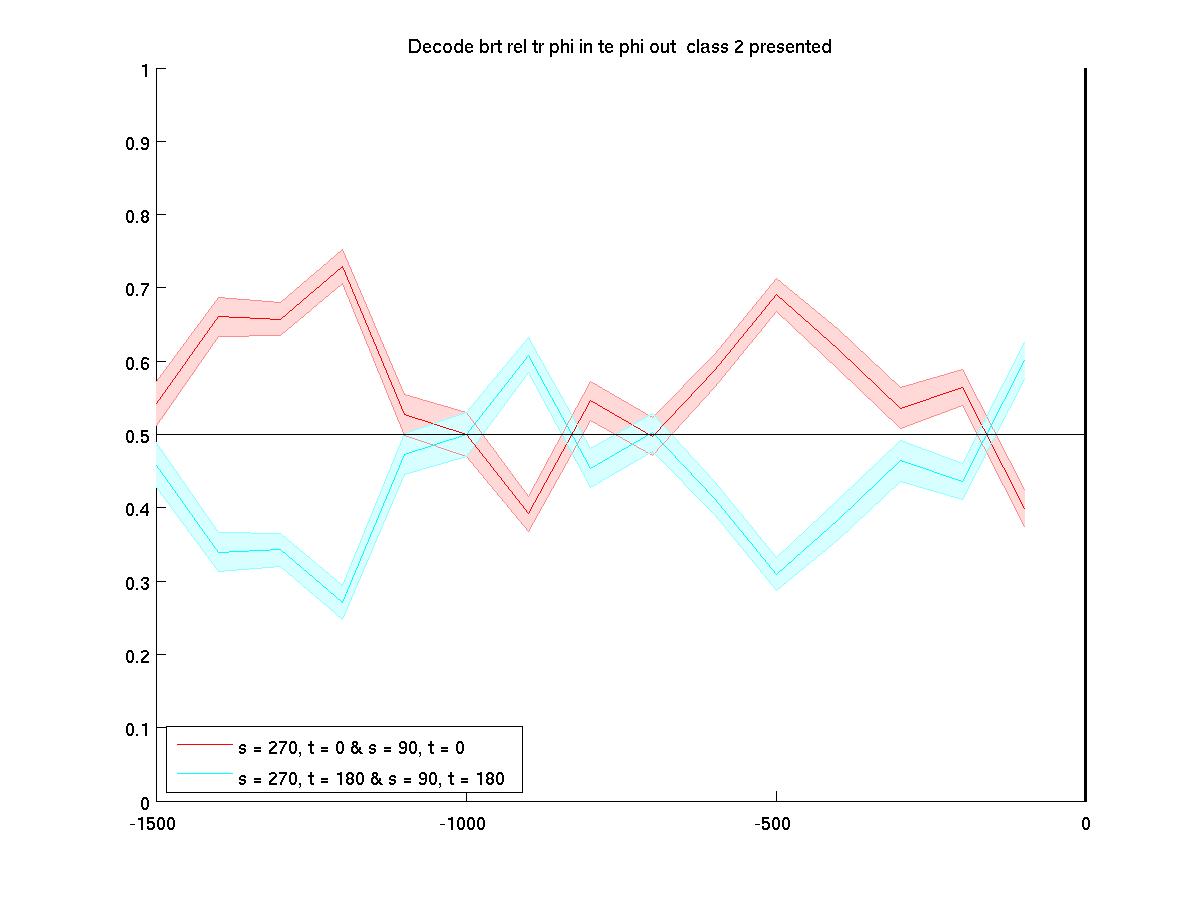 Decode brt rel tr phi in te phi out  class 2 presented
1
0.9
0.8
0.7
0.6
0.5
0.4
0.3
0.2
0.1
0
s = 270, t = 0 & s = 90, t = 0
s = 270, t = 180 & s = 90, t = 180
-1500 -1000 -500 0